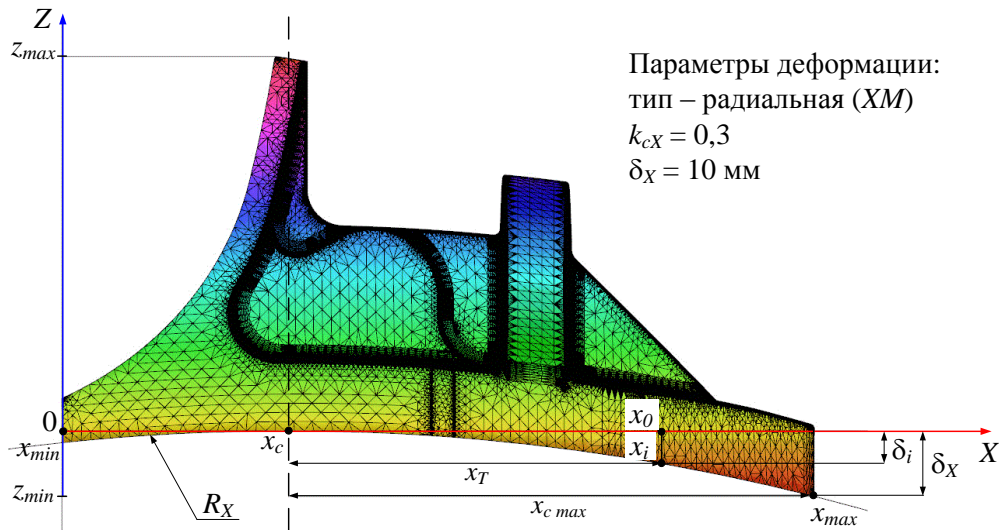 Z
z_max
Параметры деформации:
тип – радиальная (XM)
k_cX = 0,3
δ_X = 10 мм
0
x_min
x_c
x_0
x_i
X
δ_i
δ_X
x_T
z_min
R_X
x_c max
x_max